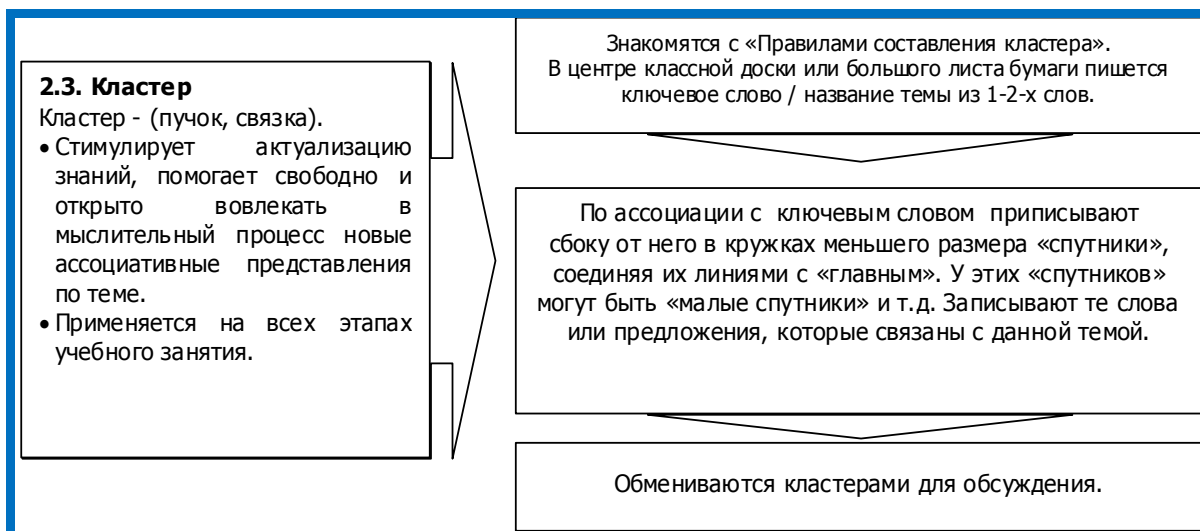 2.3. Кластер
Кластер - (пучок, связка).
• Стимулирует актуализацию
знаний, помогает свободно и
открыто вовлекать в
мыслительный процесс новые
ассоциативные представления
по теме.
• Применяется на всех этапах
учебного занятия.
Знакомятся с «Правилами составления кластера».
В центре классной доски или большого листа бумаги пишется
ключевое слово / название темы из 1-2-х слов.
По ассоциации с ключевым словом приписывают
сбоку от него в кружках меньшего размера «спутники»,
соединяя их линиями с «главным». У этих «спутников»
могут быть «малые спутники» и т.д. Записывают те слова
или предложения, которые связаны с данной темой.
Обмениваются кластерами для обсуждения.